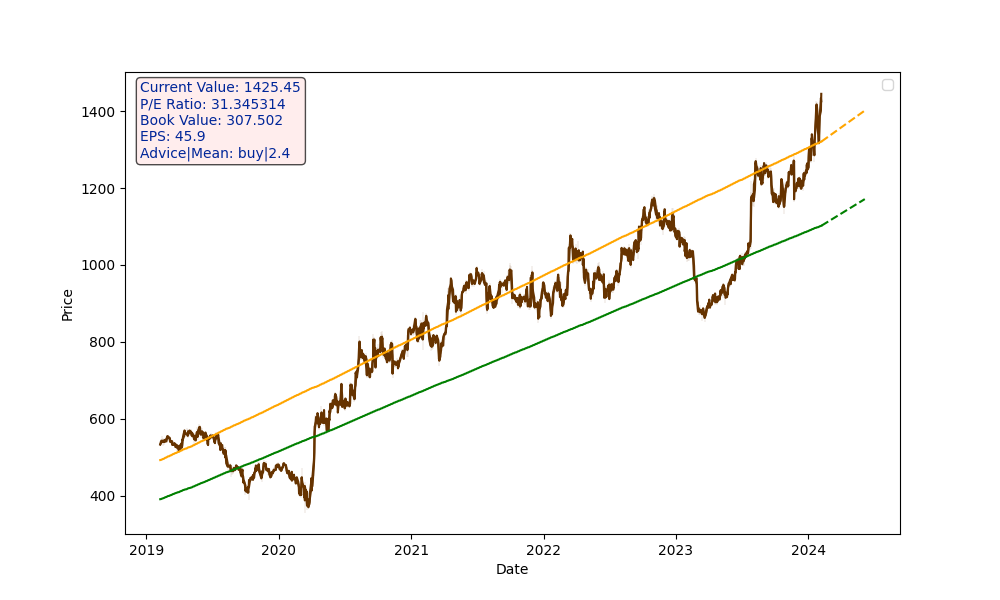 Current Value: 1425.45
P/E Ratio: 31.345314
Book Value: 307.502
EPS: 45.9
Advice|Mean: buy|2.4
1400
1200
1000
800
600
400
Price
2019 2020 2021 2022 2023 2024
Date